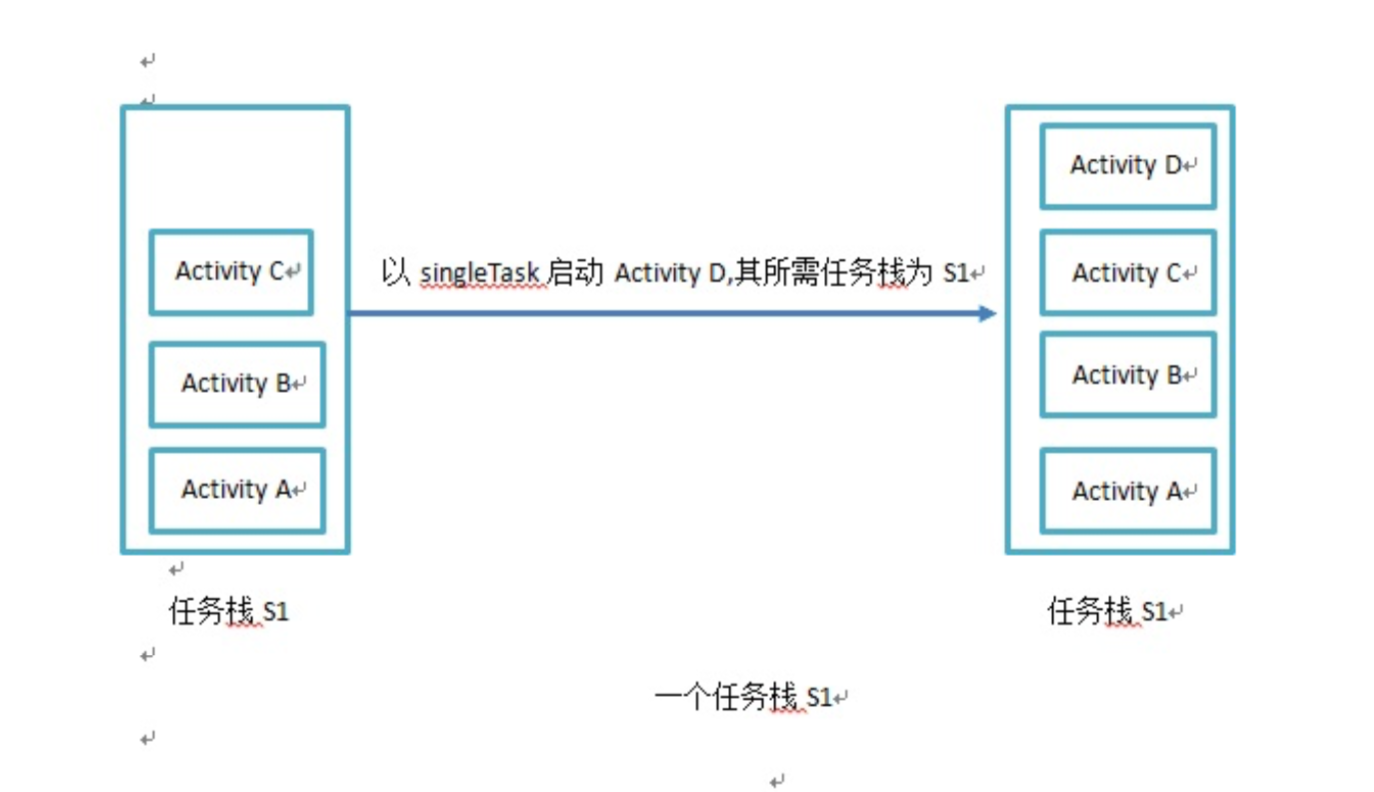 Activity C
Activity B
Activity A
任务栈 S1
以 singleTask 启动 Activity D,其所需任务栈为 S1
Activity D
Activity C
Activity B
Activity A
任务栈 S1
一个任务栈 S1